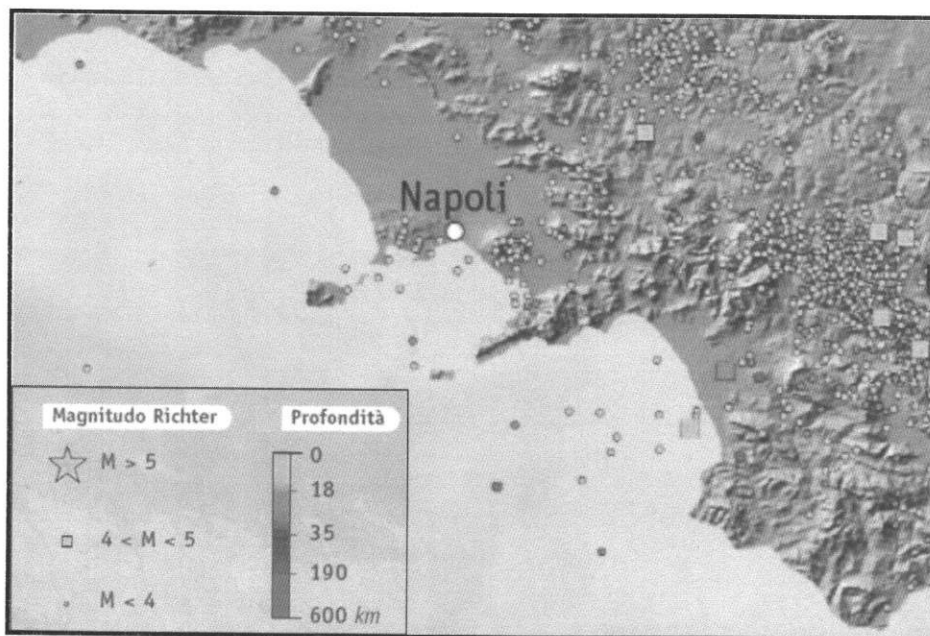 Napoli
Magnitudo Richter
M > 5
4 < M < 5
M < 4
Profondità
0
18
35
190
600 km